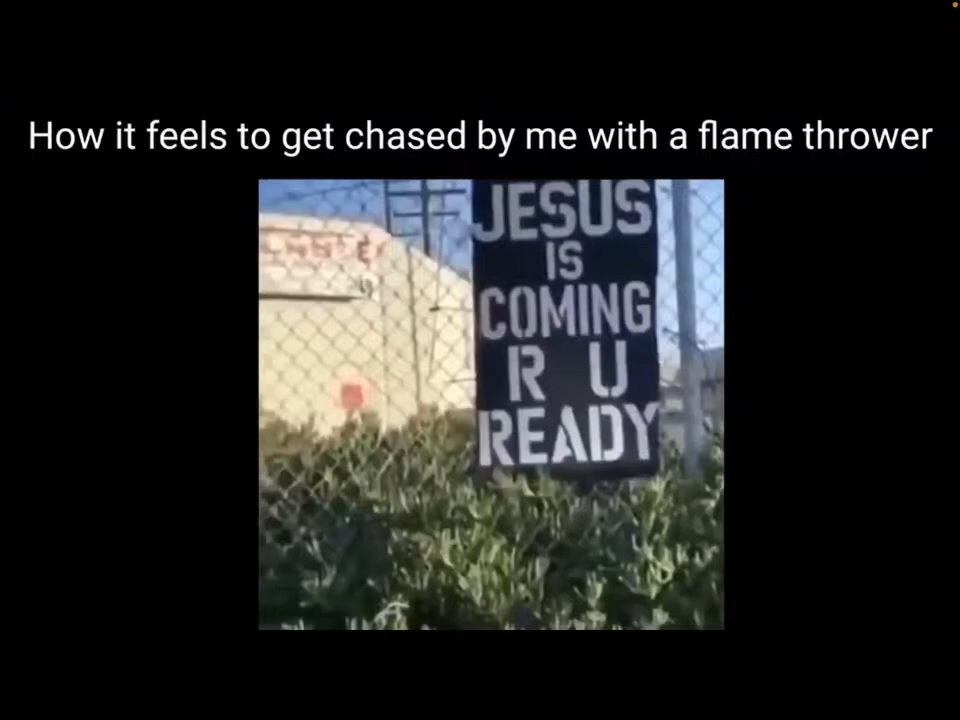 How it feels to get chased by me with a flame thrower
JESUS
IS
COMING
R U
READY